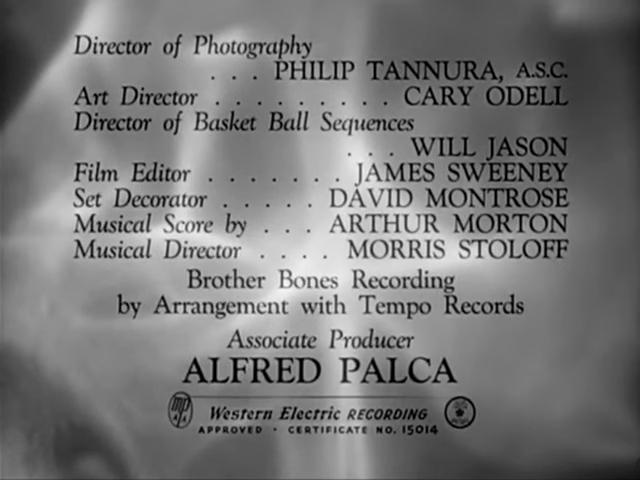 Director of Photography
. . . PHILIP TANNURA, A.S.C.
Art Director . . . . . . . . . CARY ODELL
Director of Basket Ball Sequences
. . . WILL JASON
Film Editor . . . . . . . JAMES SWEENEY
Set Decorator . . . . . DAVID MONTROSE
Musical Score by . . . ARTHUR MORTON
Musical Director . . . . MORRIS STOLOFF
Brother Bones Recording
by Arrangement with Tempo Records
Associate Producer
ALFRED PALCA
Western Electric RECORDING
APPROVED · CERTIFICATE NO. 15014